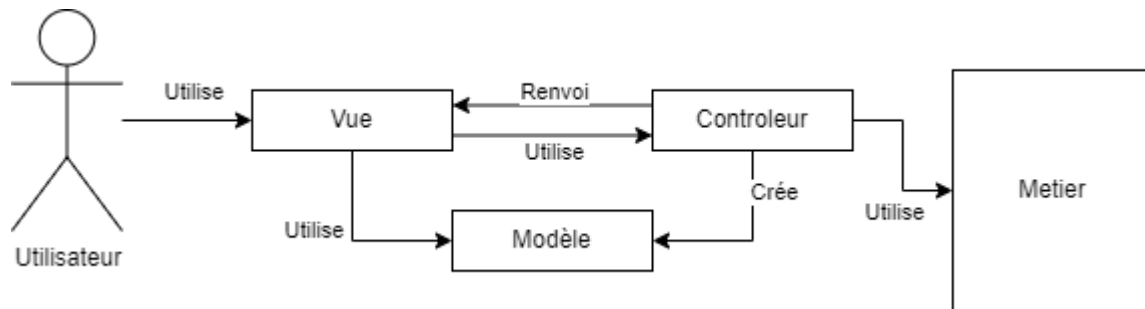 Utilise
Renvoi
Vue
Controleur
Utilise
Crée
Metier
Utilise
Utilise
Modèle
Utilisateur